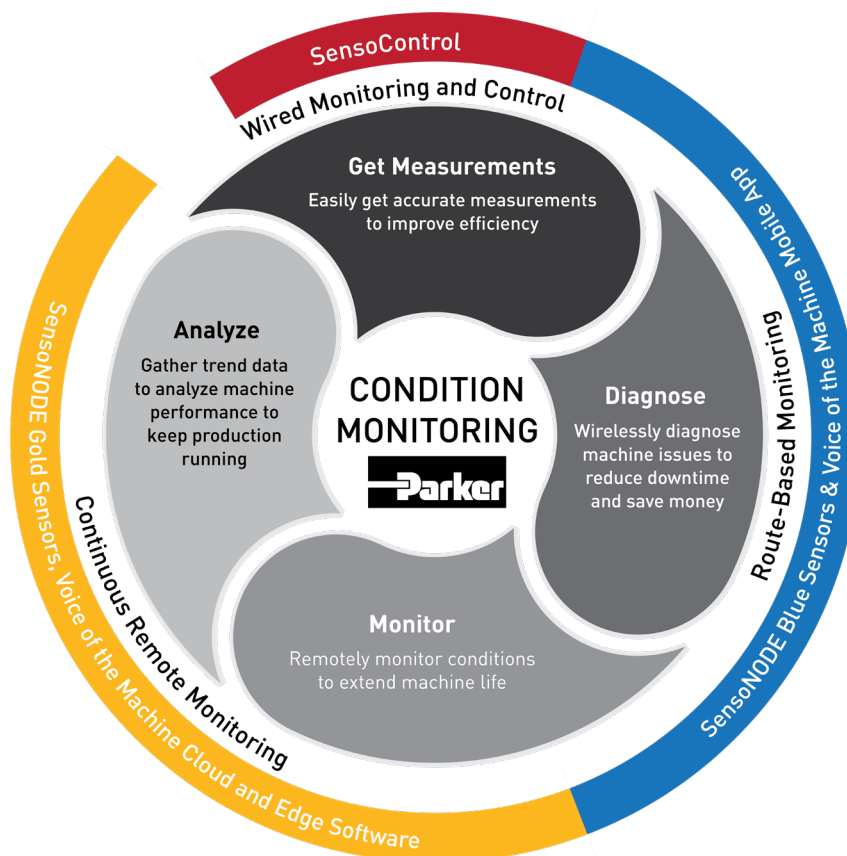 SensoControl
Wired Monitoring and Control
Get Measurements
Easily get accurate measurements
to improve efficiency
SensoNODE Blue Sensors & Voice of the Machine Mobile App
Route-Based Monitoring
Diagnose
Wirelessly diagnose
machine issues to
reduce downtime
and save money
Monitor
Remotely monitor conditions
to extend machine life
SensoNODE Gold Sensors, Voice of the Machine Cloud and Edge Software
Continuous Remote Monitoring
Analyze
Gather trend data
to analyze machine
performance to
keep production
running
CONDITION
MONITORING
Parker